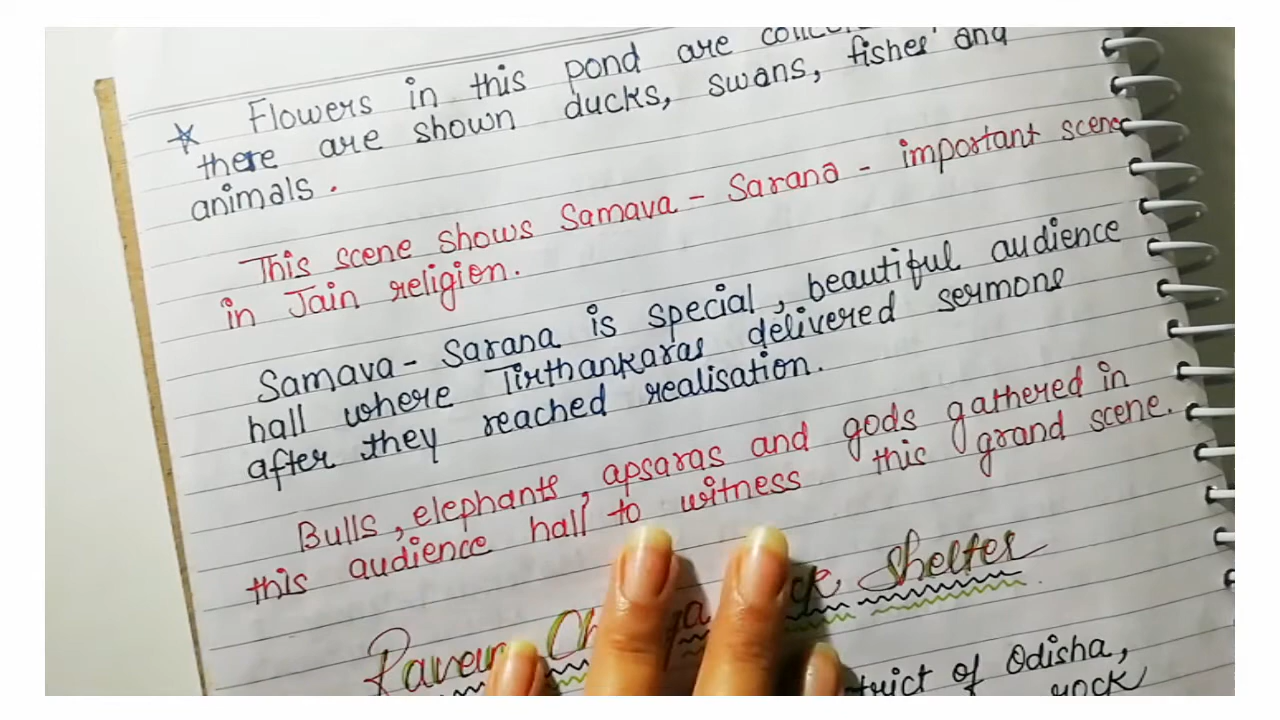 ★ Flowers in this pond are
there are shown ducks, swans, fishes and
animals.
This scene shows Samava - Sarana - important scene
in Jain religion.
Samava - Sarana is special, beautiful audience
hall where Tirthankaras delivered sermons
after they reached realisation.
Bulls, elephants, apsaras and gods gathered in
this audience hall to witness this grand scene.
Shelter
of Odisha,
rock